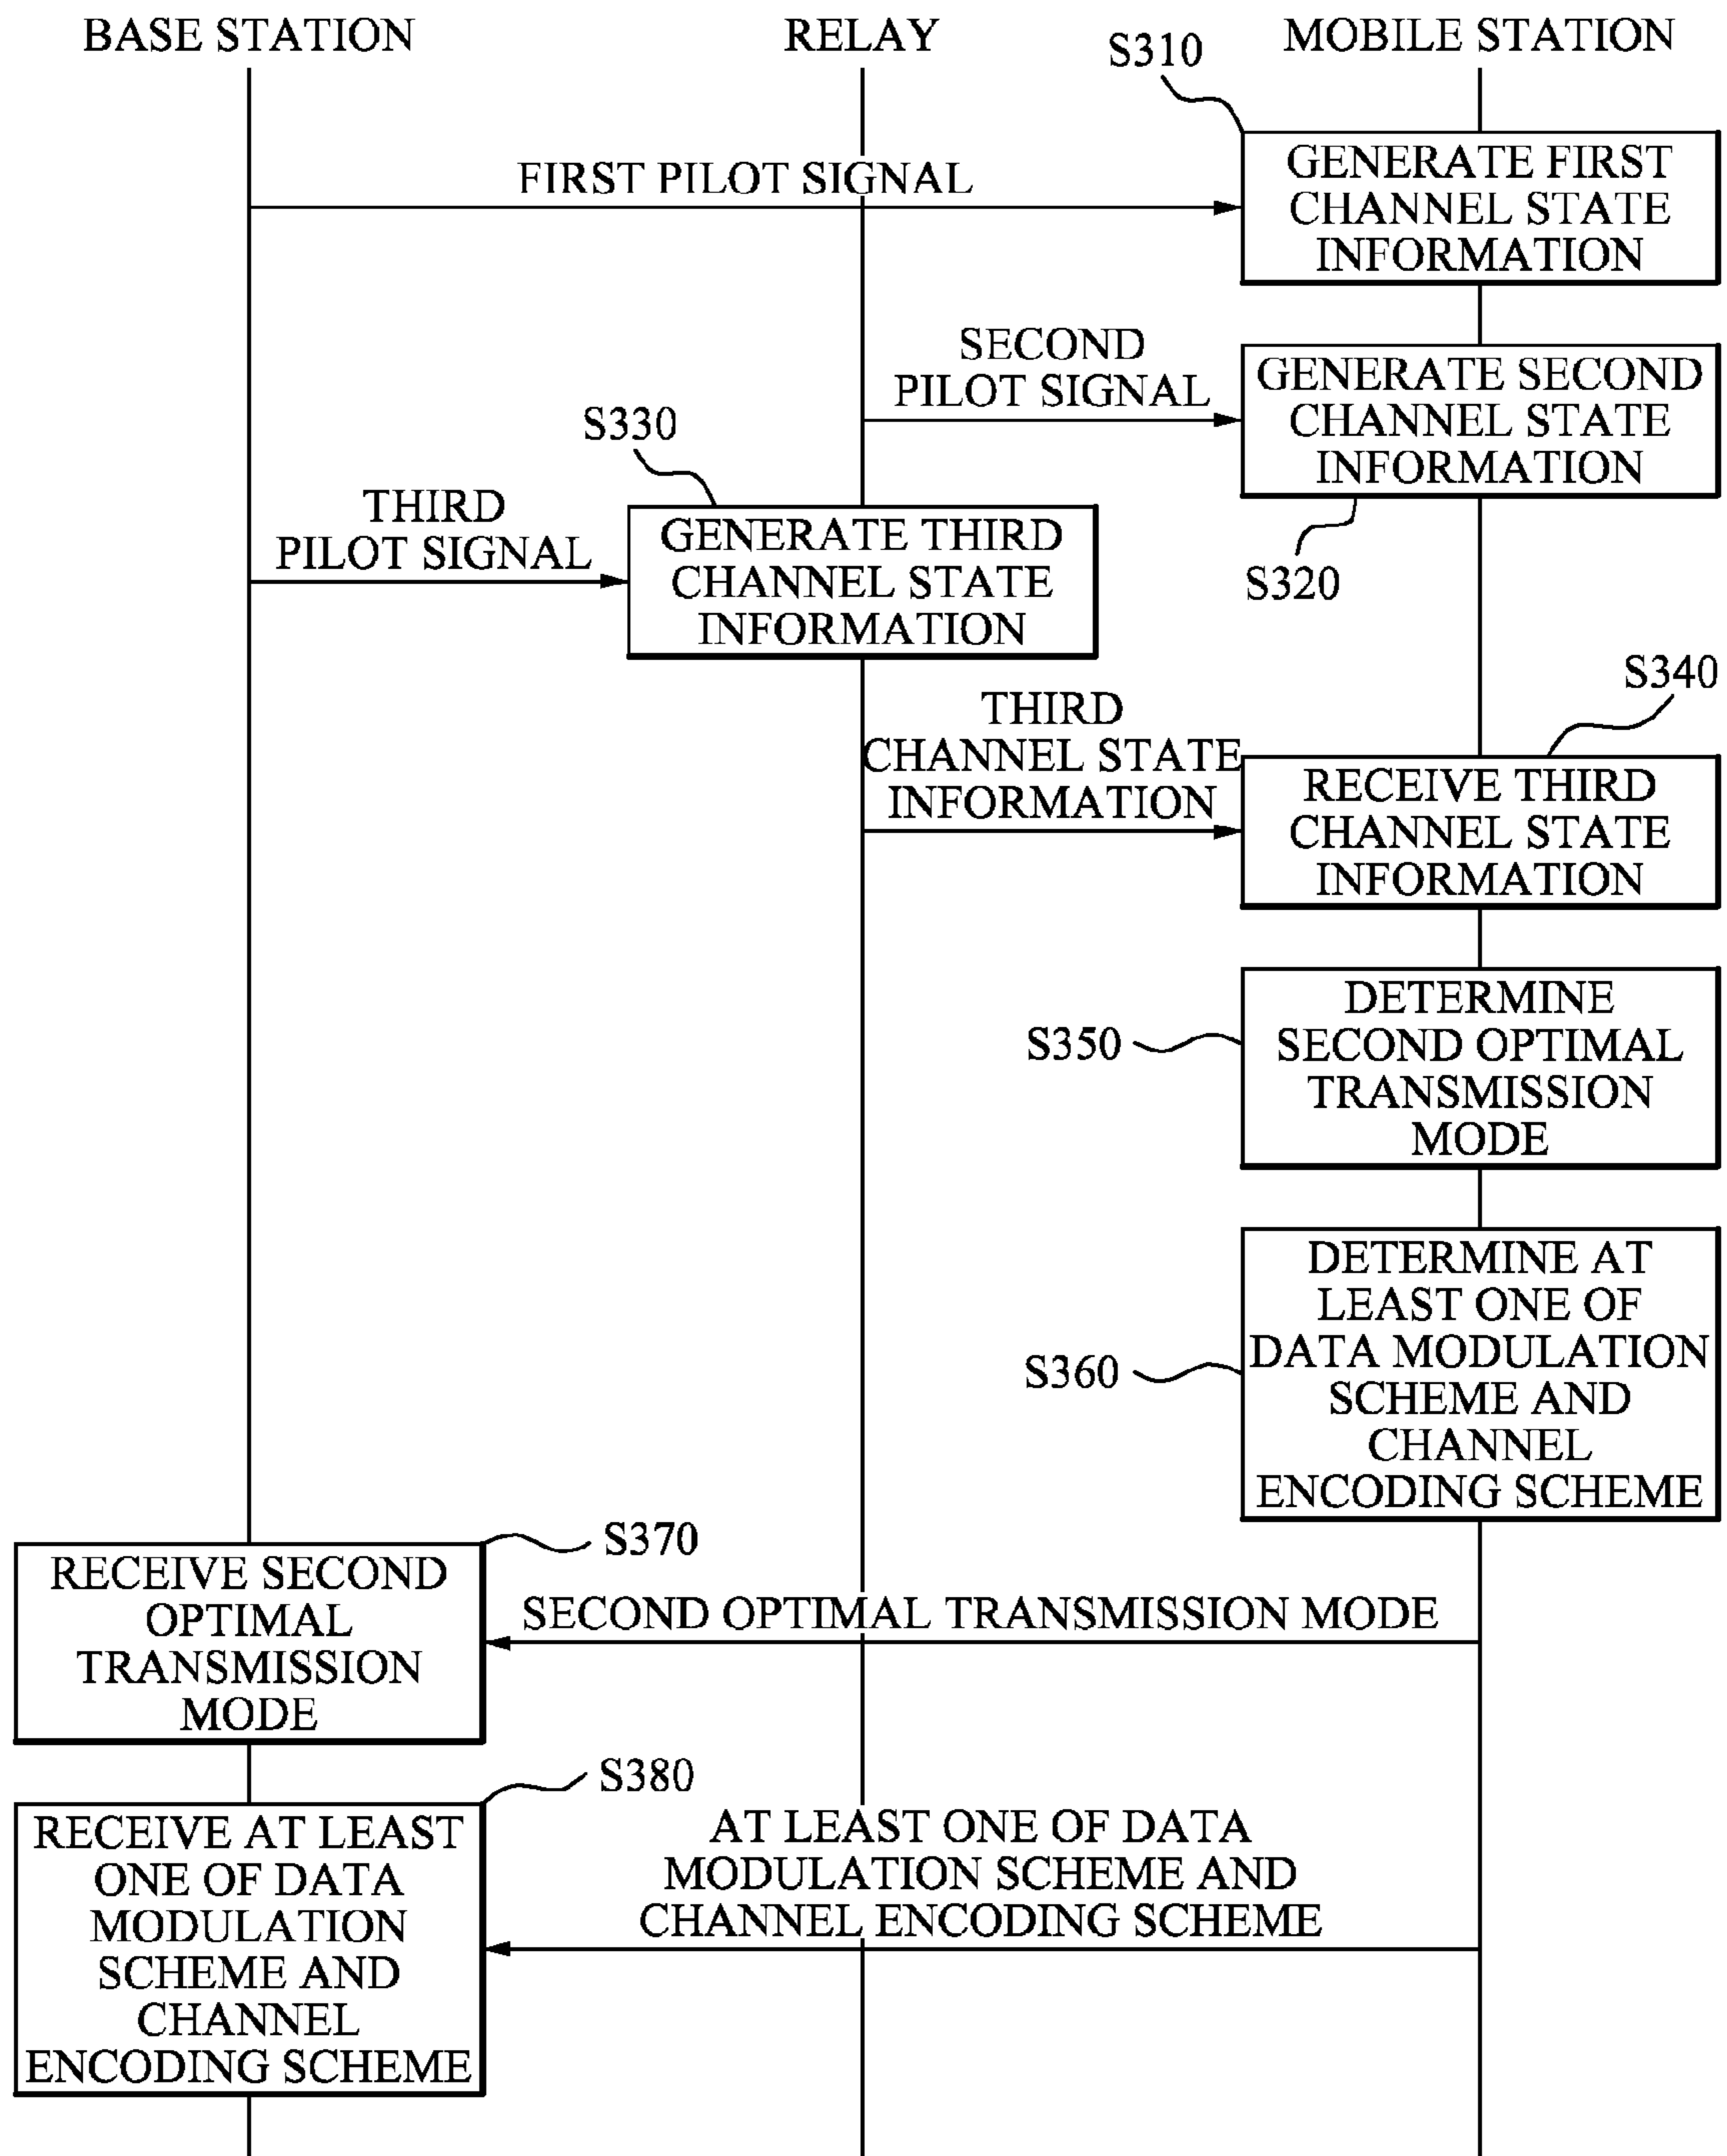 BASE STATION
RELAY
MOBILE STATION
S310
FIRST PILOT SIGNAL
GENERATE FIRST
CHANNEL STATE
INFORMATION
SECOND
PILOT SIGNAL
GENERATE SECOND
CHANNEL STATE
INFORMATION
S320
S330
THIRD
PILOT SIGNAL
GENERATE THIRD
CHANNEL STATE
INFORMATION
S340
THIRD
CHANNEL STATE
INFORMATION
RECEIVE THIRD
CHANNEL STATE
INFORMATION
S350
DETERMINE
SECOND OPTIMAL
TRANSMISSION
MODE
S360
DETERMINE AT
LEAST ONE OF
DATA MODULATION
SCHEME AND
CHANNEL
ENCODING SCHEME
S370
RECEIVE SECOND
OPTIMAL
TRANSMISSION
MODE
SECOND OPTIMAL TRANSMISSION MODE
S380
RECEIVE AT LEAST
ONE OF DATA
MODULATION
SCHEME AND
CHANNEL
ENCODING SCHEME
AT LEAST ONE OF DATA
MODULATION SCHEME AND
CHANNEL ENCODING SCHEME